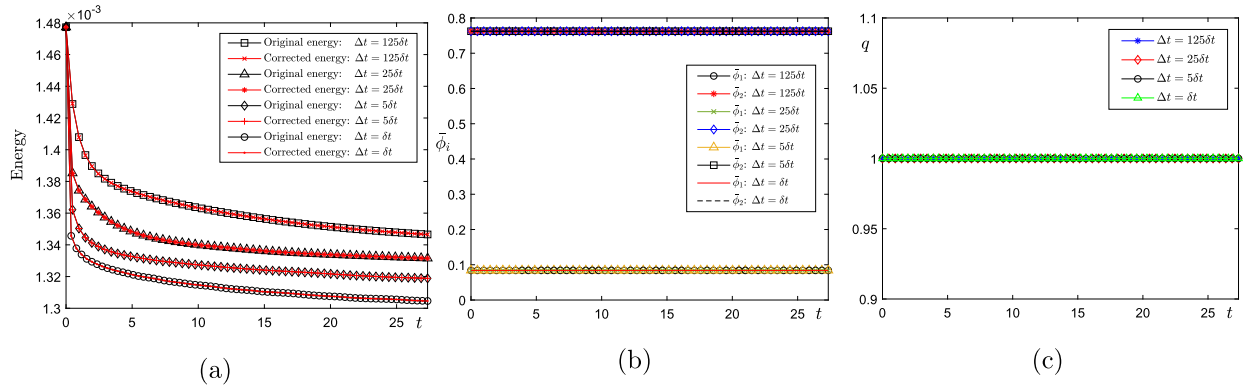 ×10⁻³
1.48
1.46
1.44
1.42
1.4
1.38
1.36
1.34
1.32
1.3
Energy
0 5 10 15 20 25 t
Original energy: Δt = 125δt
Corrected energy: Δt = 125δt
Original energy: Δt = 25δt
Corrected energy: Δt = 25δt
Original energy: Δt = 5δt
Corrected energy: Δt = 5δt
Original energy: Δt = δt
Corrected energy: Δt = δt
(a)
0.8
0.7
0.6
0.5
0.4
0.3
0.2
0.1
0
ϕ̄ᵢ
0 5 10 15 20 25 t
ϕ̄₁: Δt = 125δt
ϕ̄₂: Δt = 125δt
ϕ̄₁: Δt = 25δt
ϕ̄₂: Δt = 25δt
ϕ̄₁: Δt = 5δt
ϕ̄₂: Δt = 5δt
ϕ̄₁: Δt = δt
ϕ̄₂: Δt = δt
(b)
1.1
q
1.05
1
0.95
0.9
0 5 10 15 20 25 t
Δt = 125δt
Δt = 25δt
Δt = 5δt
Δt = δt
(c)